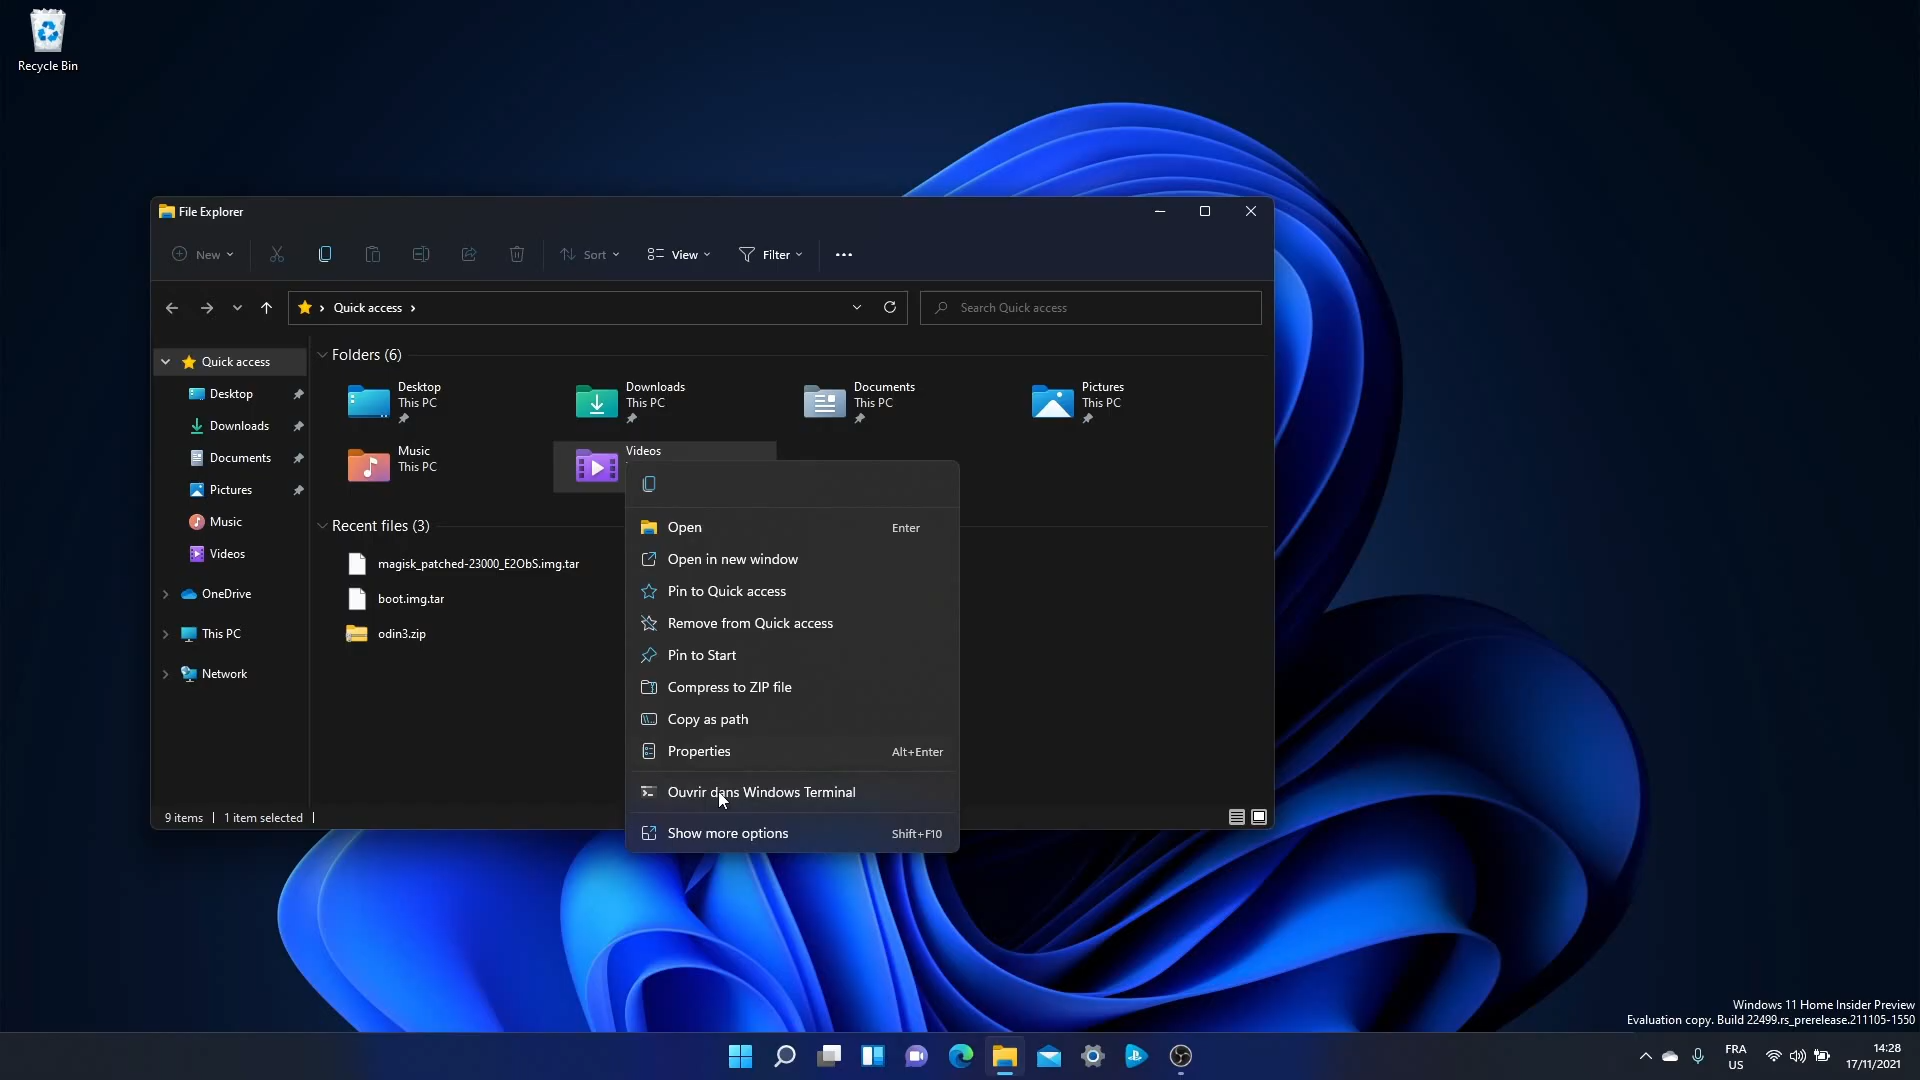 Recycle Bin
File Explorer
New
Sort
View
Filter
Quick access
Search Quick access
Quick access
Desktop
Downloads
Documents
Pictures
Music
Videos
OneDrive
This PC
Network
Folders (6)
Desktop
This PC
Downloads
This PC
Documents
This PC
Pictures
This PC
Music
This PC
Videos
Recent files (3)
magisk_patched-23000_E2ObS.img.tar
boot.img.tar
odin3.zip
Open Enter
Open in new window
Pin to Quick access
Remove from Quick access
Pin to Start
Compress to ZIP file
Copy as path
Properties Alt+Enter
Ouvrir dans Windows Terminal
Show more options Shift+F10
9 items 1 item selected
Windows 11 Home Insider Preview
Evaluation copy. Build 22499.rs_prerelease.211105-1550
FRA
US
14:28
17/11/2021